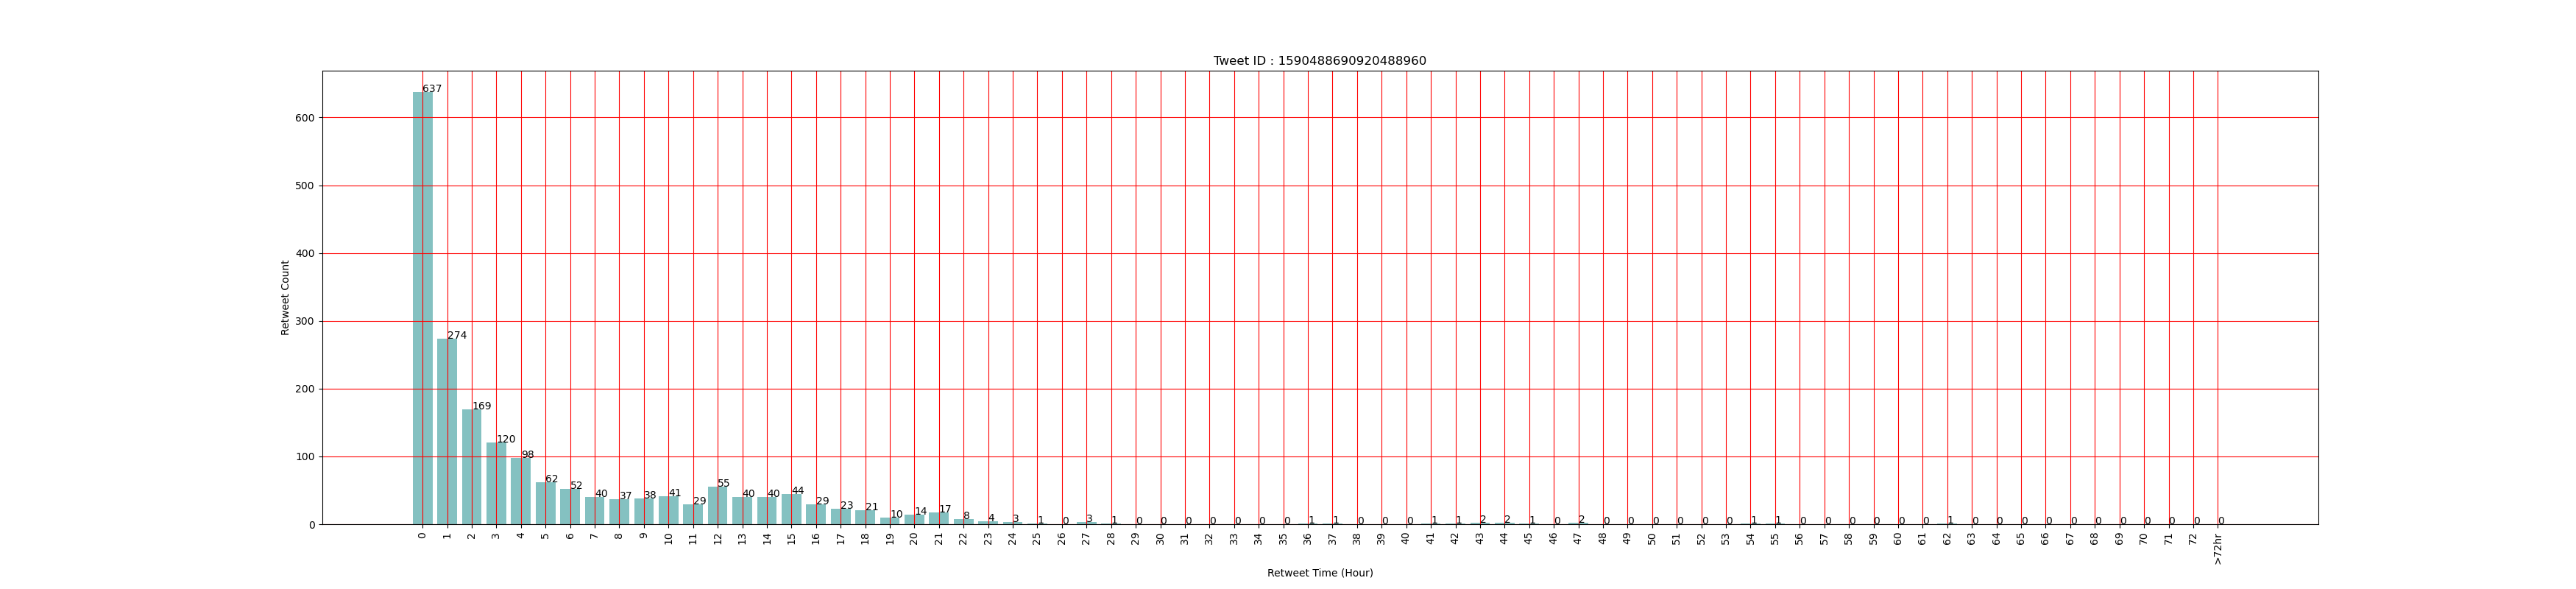 Tweet ID : 1590488690920488960
Retweet Count
600
500
400
300
200
100
0
637 274 169 120 98 62 52 40 37 38 41 29 55 40 40 44 29 23 21 10 14 17 8 4 3 1 0 3 1 0 0 0 0 0 0 0 1 1 0 0 0 1 1 2 2 1 0 2 0 0 0 0 0 0 1 1 0 0 0 0 0 0 1 0 0 0 0 0 0 0 0 0 0 0
0 1 2 3 4 5 6 7 8 9 10 11 12 13 14 15 16 17 18 19 20 21 22 23 24 25 26 27 28 29 30 31 32 33 34 35 36 37 38 39 40 41 42 43 44 45 46 47 48 49 50 51 52 53 54 55 56 57 58 59 60 61 62 63 64 65 66 67 68 69 70 71 72 >72hr
Retweet Time (Hour)